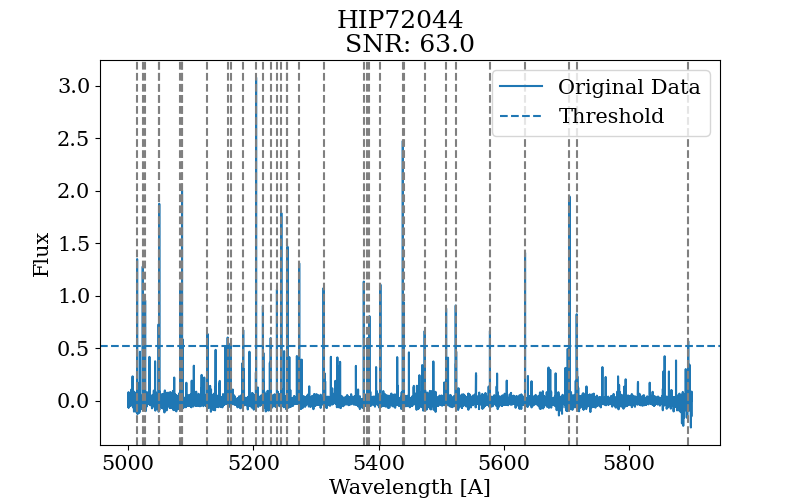 HIP72044
SNR: 63.0
Original Data
Threshold
3.0
2.5
2.0
1.5
1.0
0.5
0.0
Flux
5000 5200 5400 5600 5800
Wavelength [A]